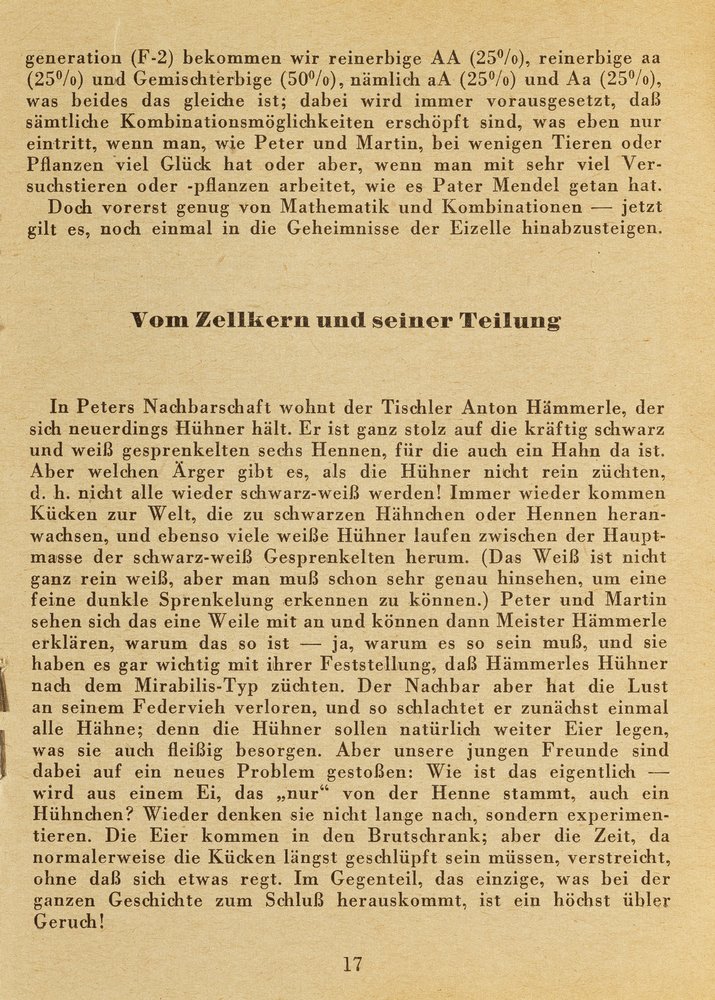 generation (F-2) bekommen wir reinerbige AA (25%), reinerbige aa
(25%) und Gemischterbige (50%), nämlich aA (25%) und Aa (25%),
was beides das gleiche ist; dabei wird immer vorausgesetzt, daß
sämtliche Kombinationsmöglichkeiten erschöpft sind, was eben nur
eintritt, wenn man, wie Peter und Martin, bei wenigen Tieren oder
Pflanzen viel Glück hat oder aber, wenn man mit sehr viel Ver-
suchstieren oder -pflanzen arbeitet, wie es Pater Mendel getan hat.
Doch vorerst genug von Mathematik und Kombinationen — jetzt
gilt es, noch einmal in die Geheimnisse der Eizelle hinabzusteigen.
Vom Zellkern und seiner Teilung
In Peters Nachbarschaft wohnt der Tischler Anton Hämmerle, der
sich neuerdings Hühner hält. Er ist ganz stolz auf die kräftig schwarz
und weiß gesprenkelten sechs Hennen, für die auch ein Hahn da ist.
Aber welchen Ärger gibt es, als die Hühner nicht rein züchten,
d. h. nicht alle wieder schwarz-weiß werden! Immer wieder kommen
Kücken zur Welt, die zu schwarzen Hähnchen oder Hennen heran-
wachsen, und ebenso viele weiße Hühner laufen zwischen der Haupt-
masse der schwarz-weiß Gesprenkelten herum. (Das Weiß ist nicht
ganz rein weiß, aber man muß schon sehr genau hinsehen, um eine
feine dunkle Sprenkelung erkennen zu können.) Peter und Martin
sehen sich das eine Weile mit an und können dann Meister Hämmerle
erklären, warum das so ist — ja, warum es so sein muß, und sie
haben es gar wichtig mit ihrer Feststellung, daß Hämmerles Hühner
nach dem Mirabilis-Typ züchten. Der Nachbar aber hat die Lust
an seinem Federvieh verloren, und so schlachtet er zunächst einmal
alle Hähne; denn die Hühner sollen natürlich weiter Eier legen,
was sie auch fleißig besorgen. Aber unsere jungen Freunde sind
dabei auf ein neues Problem gestoßen: Wie ist das eigentlich —
wird aus einem Ei, das „nur“ von der Henne stammt, auch ein
Hühnchen? Wieder denken sie nicht lange nach, sondern experimen-
tieren. Die Eier kommen in den Brutschrank; aber die Zeit, da
normalerweise die Kücken längst geschlüpft sein müssen, verstreicht,
ohne daß sich etwas regt. Im Gegenteil, das einzige, was bei der
ganzen Geschichte zum Schluß herauskommt, ist ein höchst übler
Geruch!
17